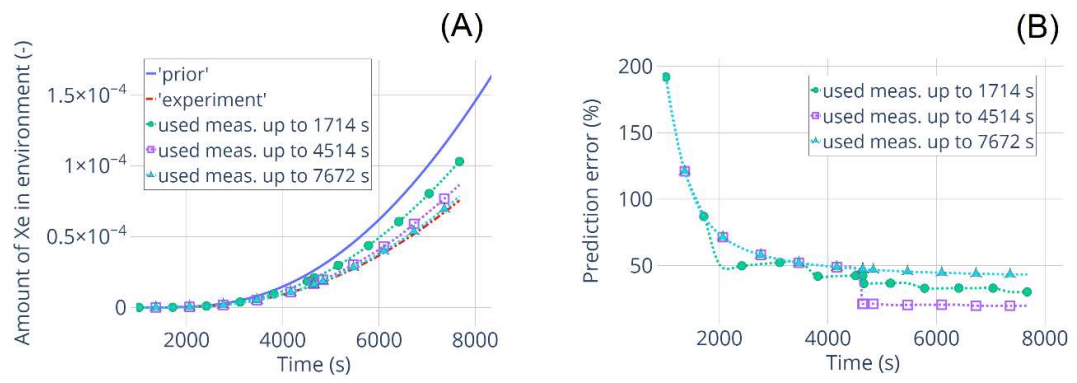 (A)
Amount of Xe in environment (-)
1.5×10⁻⁴
1×10⁻⁴
0.5×10⁻⁴
0
'prior'
'experiment'
used meas. up to 1714 s
used meas. up to 4514 s
used meas. up to 7672 s
2000 4000 6000 8000
Time (s)
(B)
Prediction error (%)
200
150
100
50
used meas. up to 1714 s
used meas. up to 4514 s
used meas. up to 7672 s
2000 4000 6000 8000
Time (s)